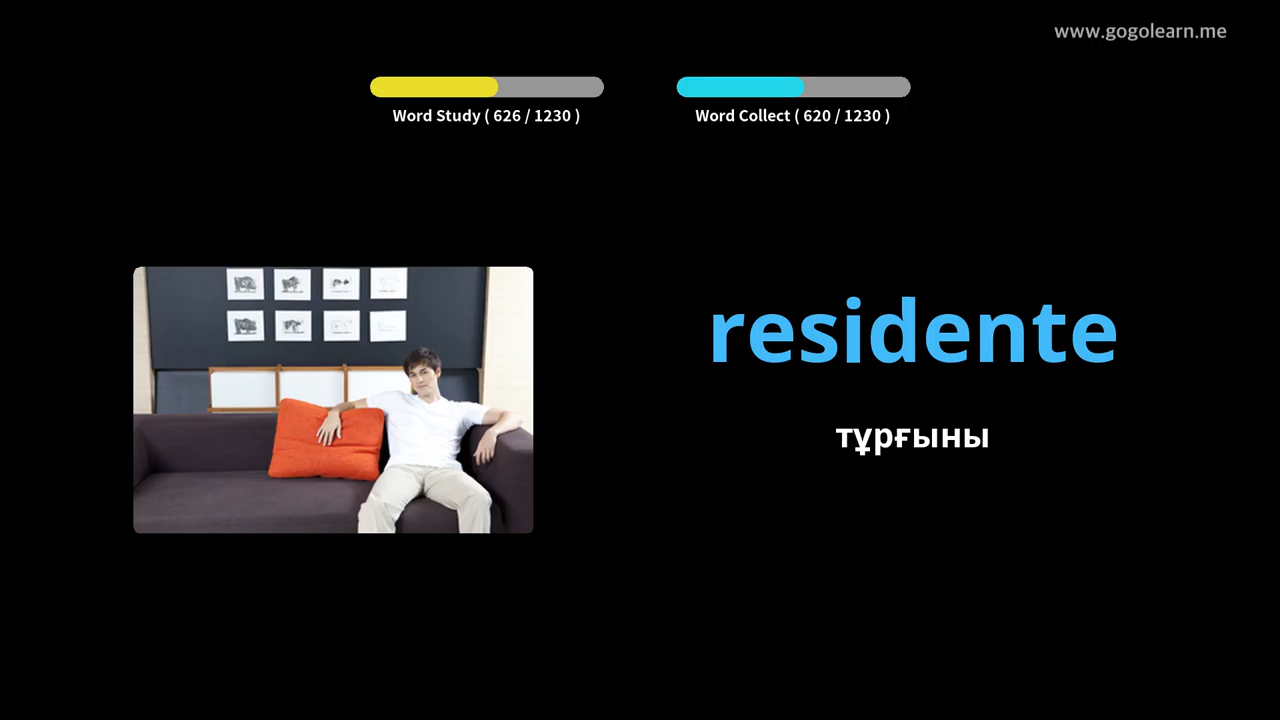 www.gogolearn.me
Word Study ( 626 / 1230 )
Word Collect ( 620 / 1230 )
residente
тұрғыны